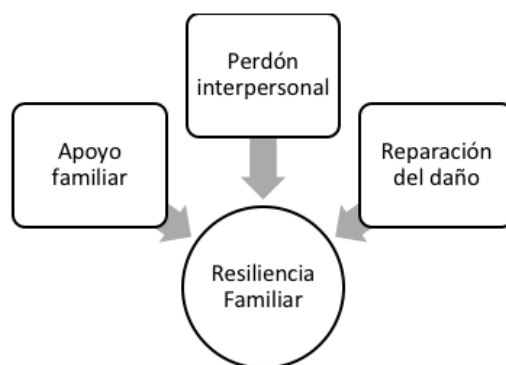 Perdón
interpersonal
Apoyo
familiar
Reparación
del daño
Resiliencia
Familiar